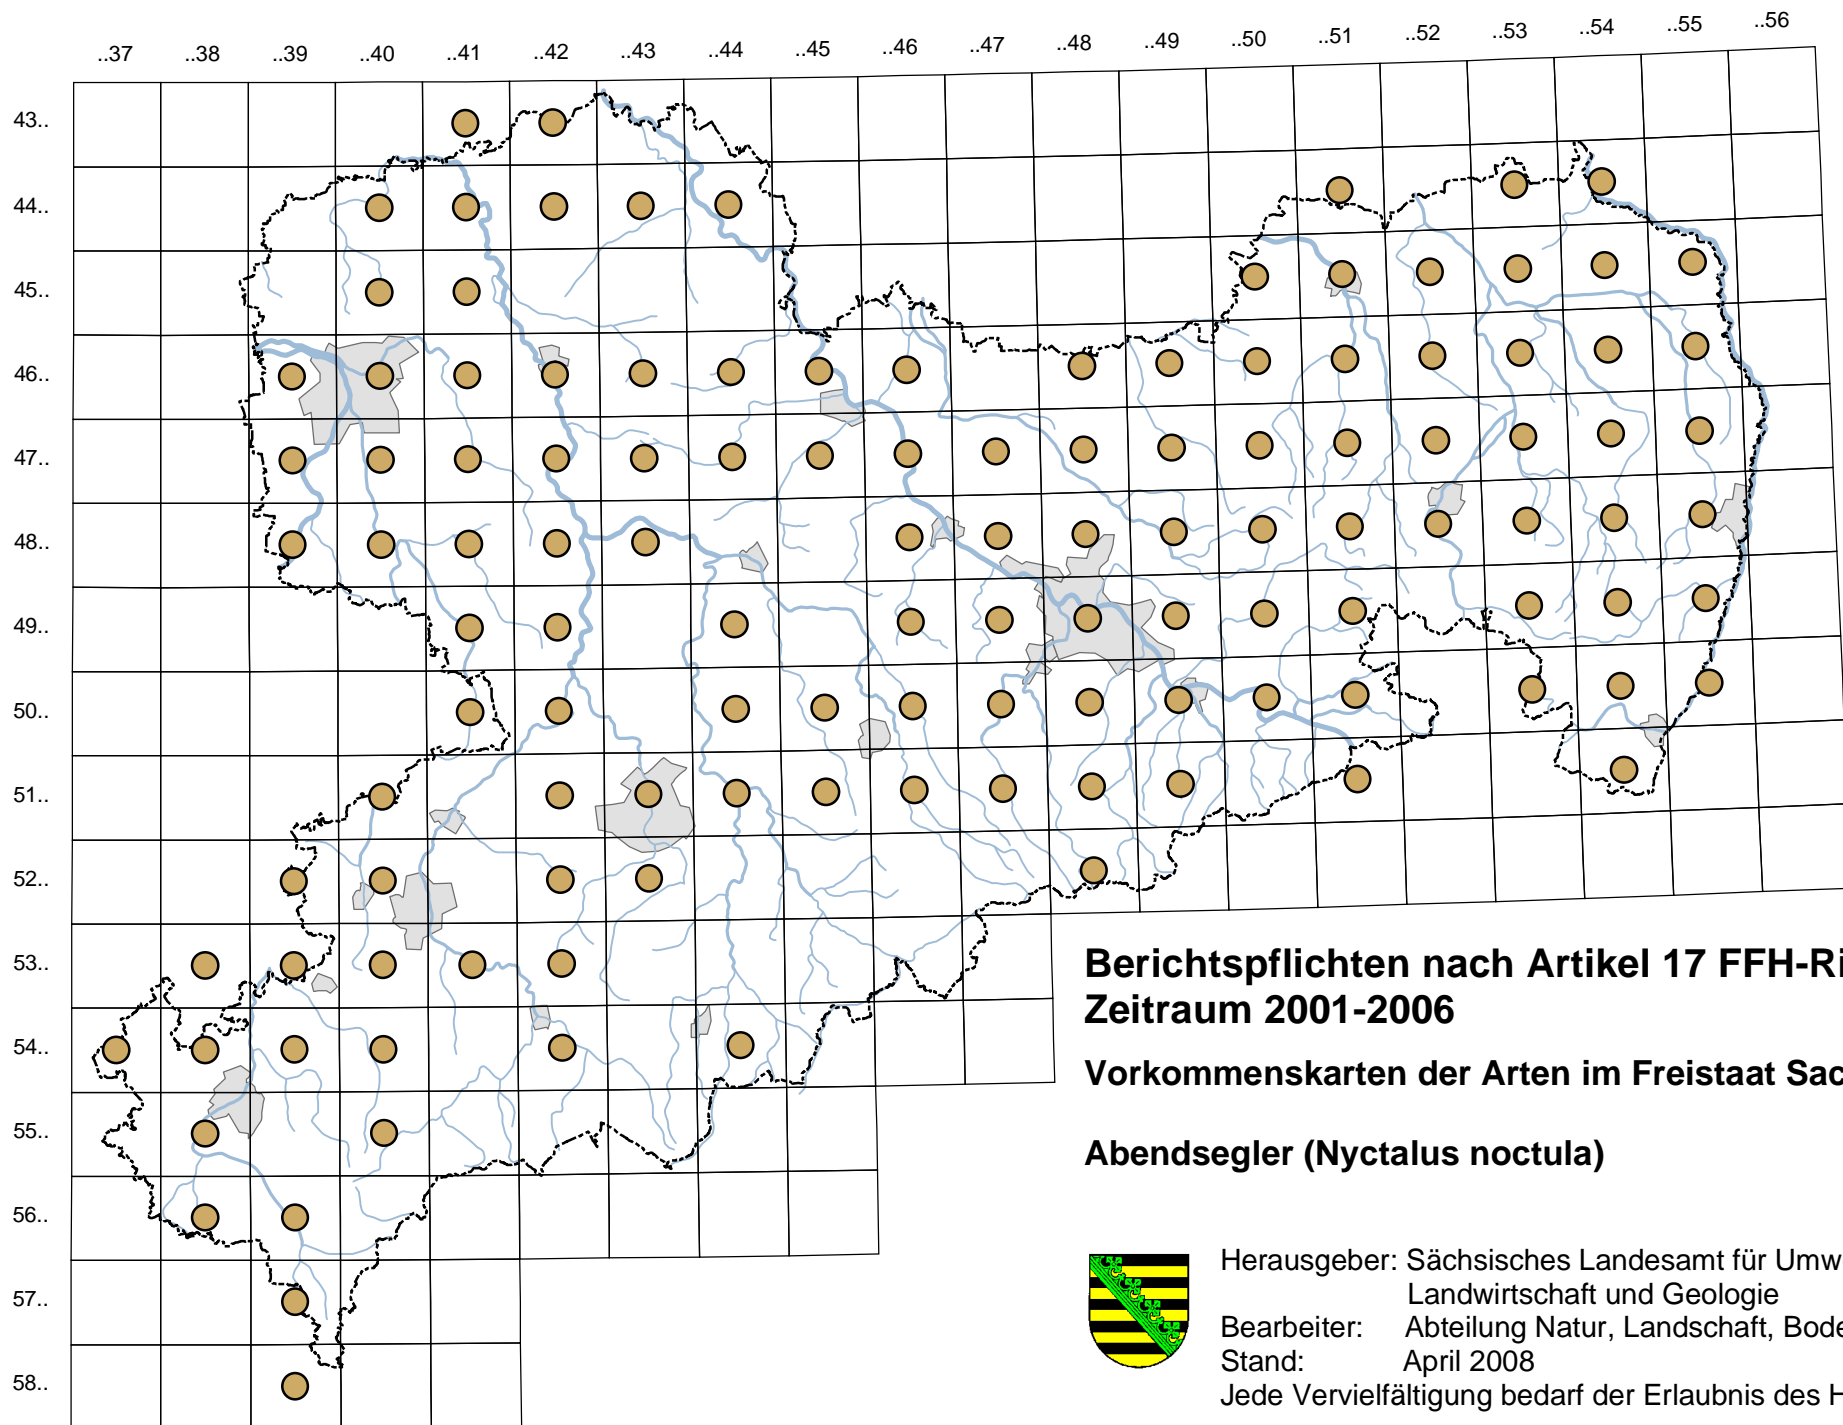 ..37 ..38 ..39 ..40 ..41 ..42 ..43 ..44 ..45 ..46 ..47 ..48 ..49 ..50 ..51 ..52 ..53 ..54 ..55 ..56
43..
44..
45..
46..
47..
48..
49..
50..
51..
52..
53..
54..
55..
56..
57..
58..
Berichtspflichten nach Artikel 17 FFH-Ri
Zeitraum 2001-2006
Vorkommenskarten der Arten im Freistaat Sac
Abendsegler (Nyctalus noctula)
Herausgeber: Sächsisches Landesamt für Umw
Landwirtschaft und Geologie
Bearbeiter: Abteilung Natur, Landschaft, Bode
Stand: April 2008
Jede Vervielfältigung bedarf der Erlaubnis des H